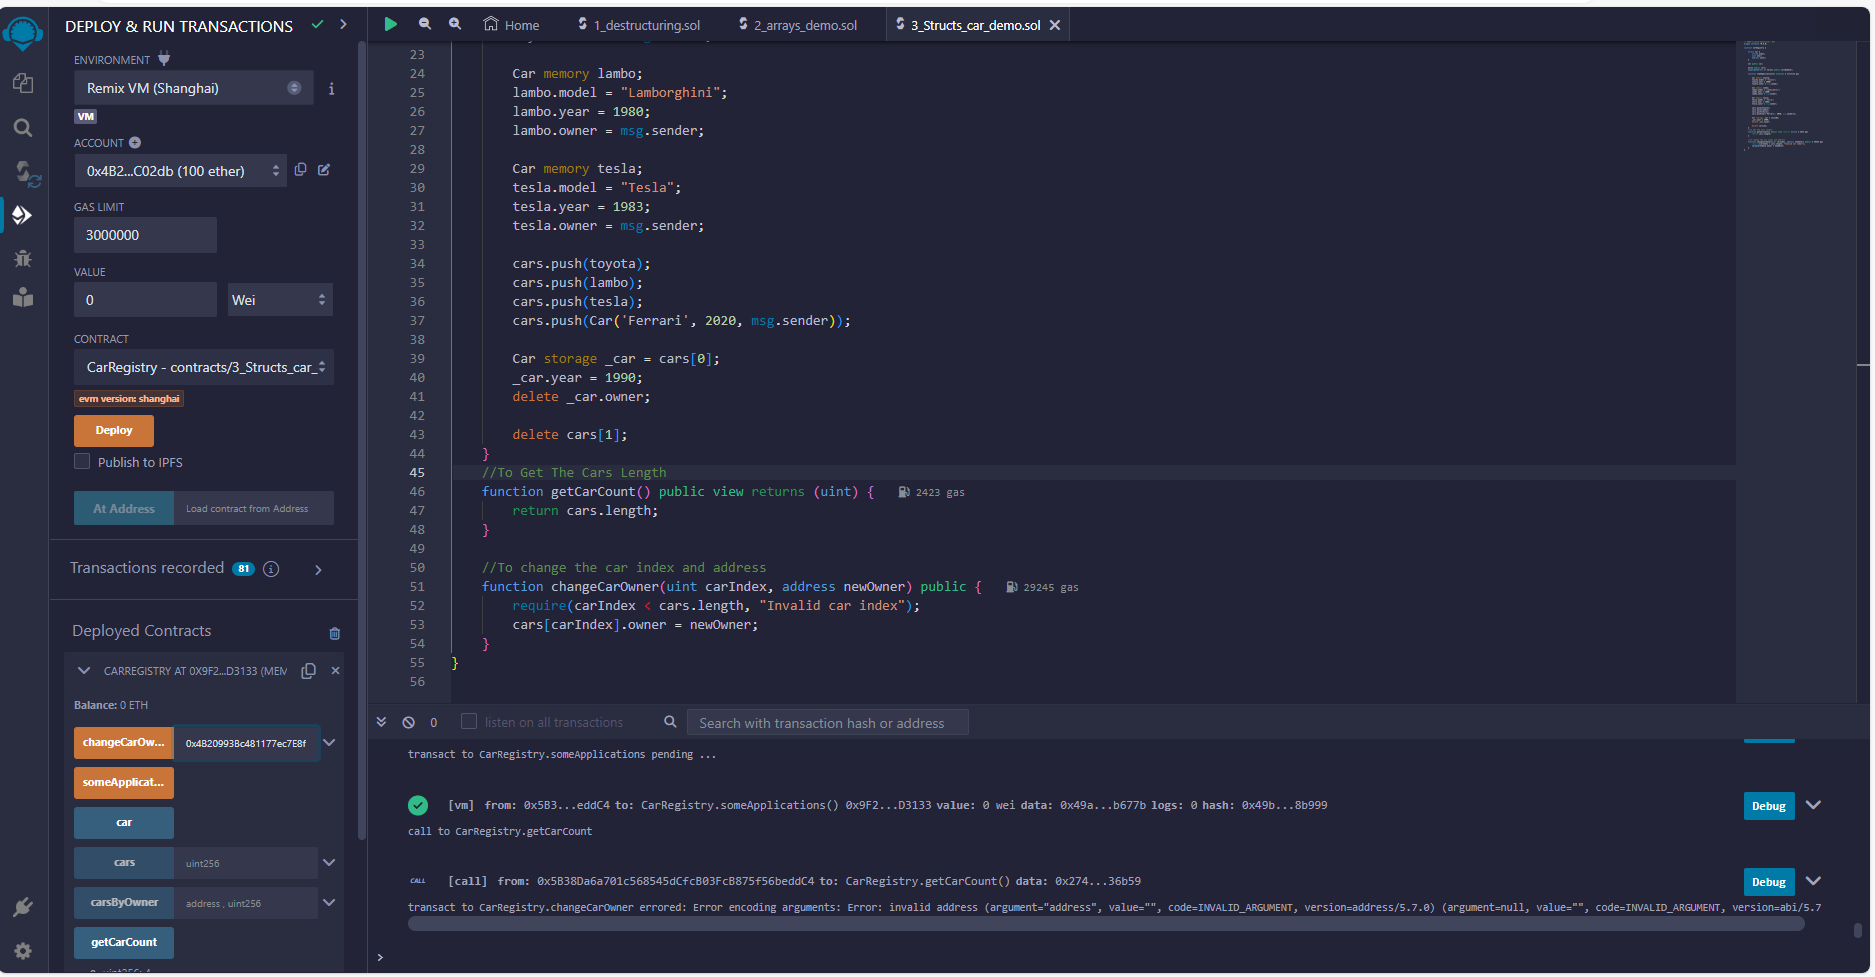 DEPLOY & RUN TRANSACTIONS
ENVIRONMENT
Remix VM (Shanghai)
VM
ACCOUNT
0x4B2...C02db (100 ether)
GAS LIMIT
3000000
VALUE
0
Wei
CONTRACT
CarRegistry - contracts/3_Structs_car_
evm version: shanghai
Deploy
Publish to IPFS
At Address
Load contract from Address
Transactions recorded 81
Deployed Contracts
CARREGISTRY AT 0X9F2...D3133 (MEM
Balance: 0 ETH
changeCarOw...
0x4B20993Bc481177ec7E8f
someApplicat...
car
cars
uint256
carsByOwner
address , uint256
getCarCount
0: uint256: 4
Home
1_destructuring.sol
2_arrays_demo.sol
3_Structs_car_demo.sol
23
24 Car memory lambo;
25 lambo.model = "Lamborghini";
26 lambo.year = 1980;
27 lambo.owner = msg.sender;
28
29 Car memory tesla;
30 tesla.model = "Tesla";
31 tesla.year = 1983;
32 tesla.owner = msg.sender;
33
34 cars.push(toyota);
35 cars.push(lambo);
36 cars.push(tesla);
37 cars.push(Car('Ferrari', 2020, msg.sender));
38
39 Car storage _car = cars[0];
40 _car.year = 1990;
41 delete _car.owner;
42
43 delete cars[1];
44 }
45 //To Get The Cars Length
46 function getCarCount() public view returns (uint) { 2423 gas
47 return cars.length;
48 }
49
50 //To change the car index and address
51 function changeCarOwner(uint carIndex, address newOwner) public { 29245 gas
52 require(carIndex < cars.length, "Invalid car index");
53 cars[carIndex].owner = newOwner;
54 }
55 }
56
0
listen on all transactions
Search with transaction hash or address
transact to CarRegistry.someApplications pending ...
[vm] from: 0x5B3...eddC4 to: CarRegistry.someApplications() 0x9F2...D3133 value: 0 wei data: 0x49a...b677b logs: 0 hash: 0x49b...8b999
Debug
call to CarRegistry.getCarCount
CALL [call] from: 0x5B38Da6a701c568545dCfcB03FcB875f56beddC4 to: CarRegistry.getCarCount() data: 0x274...36b59
Debug
transact to CarRegistry.changeCarOwner errored: Error encoding arguments: Error: invalid address (argument="address", value="", code=INVALID_ARGUMENT, version=address/5.7.0) (argument=null, value="", code=INVALID_ARGUMENT, version=abi/5.7
>